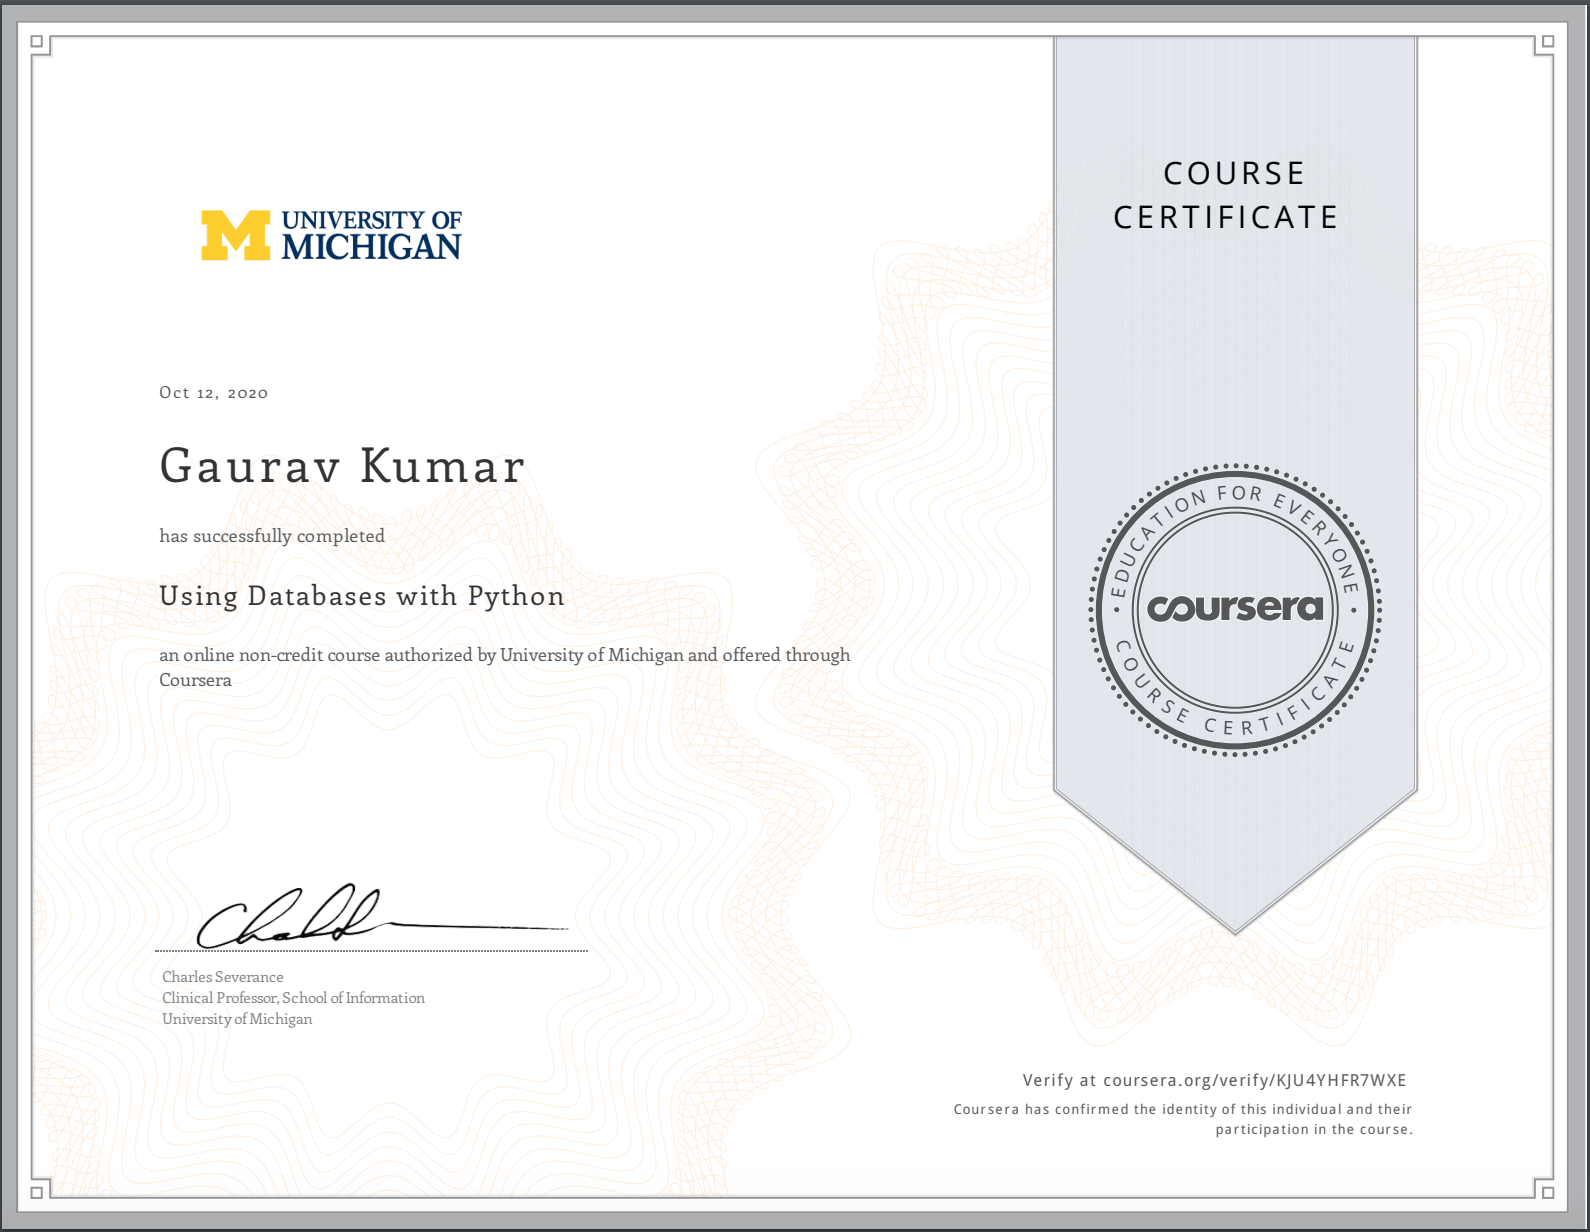 COURSE
CERTIFICATE
UNIVERSITY OF
MICHIGAN
Oct 12, 2020
Gaurav Kumar
has successfully completed
Using Databases with Python
an online non-credit course authorized by University of Michigan and offered through
Coursera
EDUCATION FOR EVERYONE
coursera
COURSE CERTIFICATE
Charles Severance
Clinical Professor, School of Information
University of Michigan
Verify at coursera.org/verify/KJU4YHFR7WXE
Coursera has confirmed the identity of this individual and their
participation in the course.